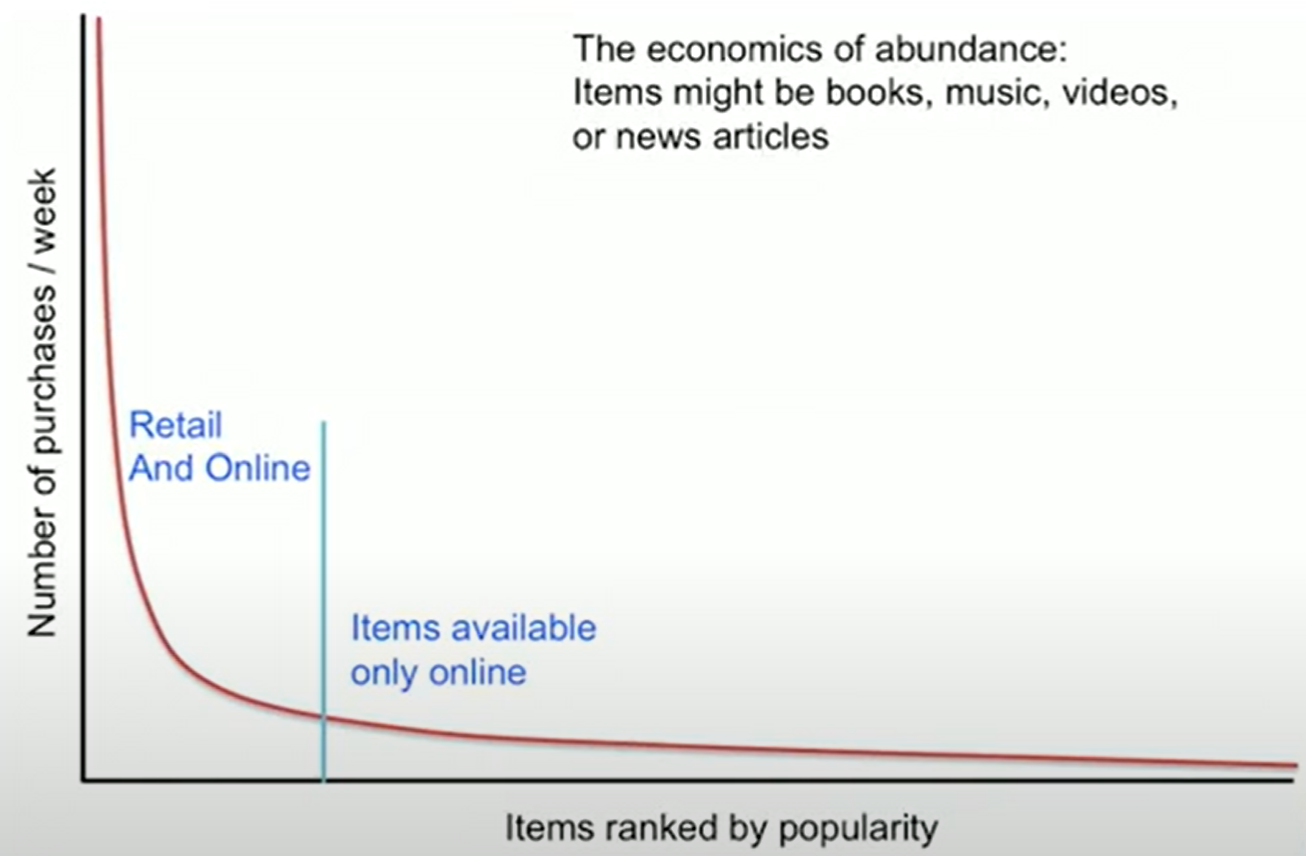 The economics of abundance:
Items might be books, music, videos,
or news articles
Number of purchases / week
Retail
And Online
Items available
only online
Items ranked by popularity